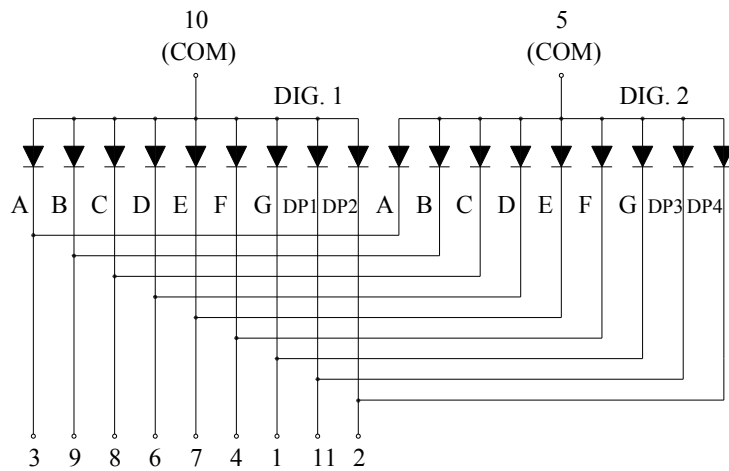 10 5
(COM) (COM)
DIG. 1 DIG. 2
A B C D E F G DP1 DP2 A B C D E F G DP3 DP4
3 9 8 6 7 4 1 11 2